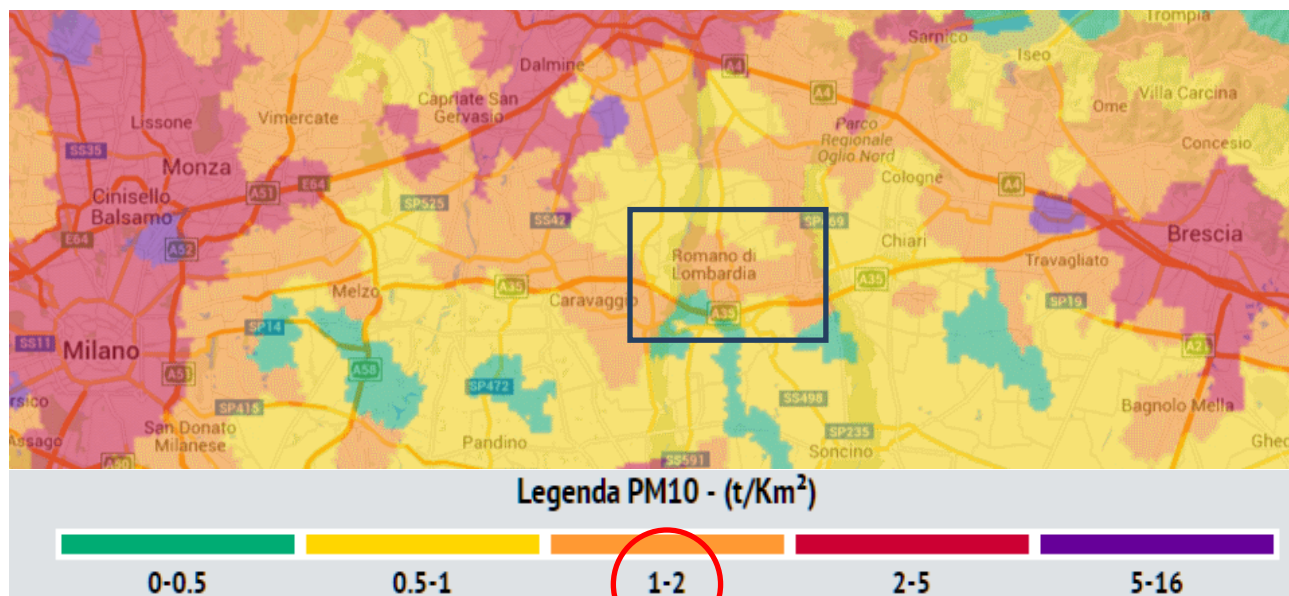 Trompia
Sarnico
Iseo
Dalmine
A4
A4
Villa Carcina
Capriate San
Gervasio
Ome
Lissone
Vimercate
Parco
Regionale
Oglio Nord
SS35
Concesio
Monza
Cologne
A51
E64
A4
Cinisello
Balsamo
SP525
SS42
E64
A52
Chiari
Brescia
Romano di
Lombardia
Travagliato
A35
A35
Melzo
Caravaggio
SP19
A35
SP14
SS11
Milano
A51
A58
SP472
SS498
SP415
Bagnolo Mella
San Donato
Milanese
SP235
Assago
Pandino
Soncino
SS591
Legenda PM10 - (t/Km²)
0-0.5 0.5-1 1-2 2-5 5-16